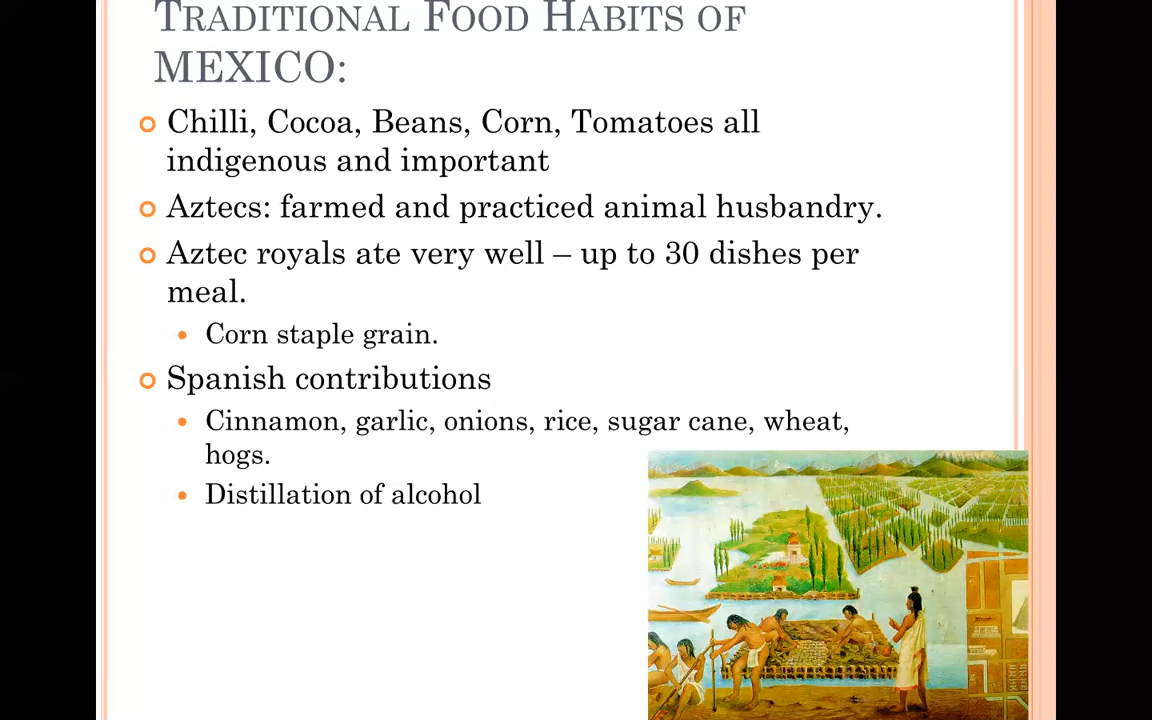 TRADITIONAL FOOD HABITS OF
MEXICO:
Chilli, Cocoa, Beans, Corn, Tomatoes all
indigenous and important
Aztecs: farmed and practiced animal husbandry.
Aztec royals ate very well – up to 30 dishes per
meal.
Corn staple grain.
Spanish contributions
Cinnamon, garlic, onions, rice, sugar cane, wheat,
hogs.
Distillation of alcohol